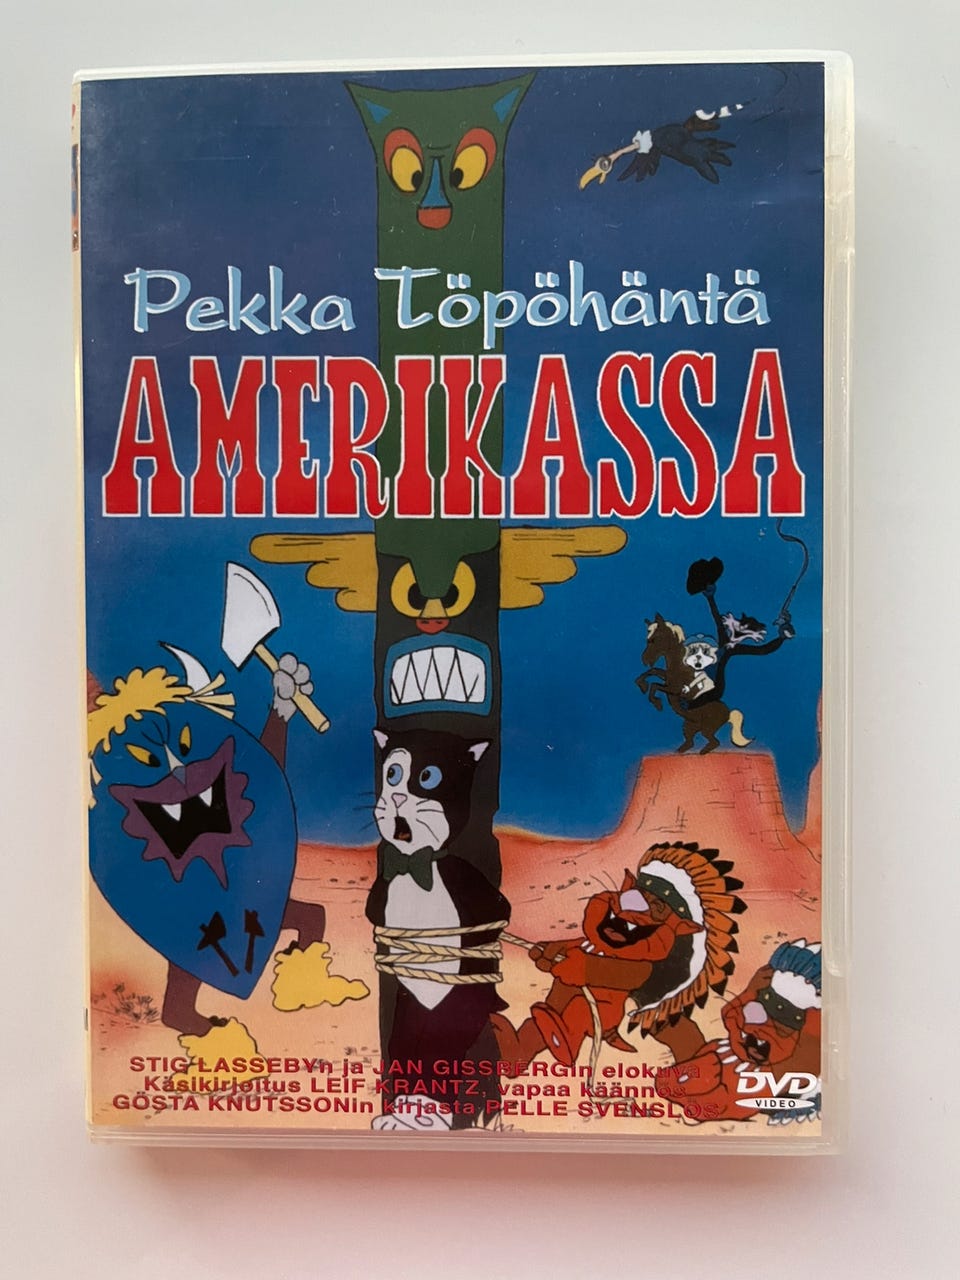 Pekka Töpöhäntä
AMERIKASSA
STIG LASSEBYn ja JAN GISSBERGin elokuva
Käsikirjoitus LEIF KRANTZ, vapaa käännös
GÖSTA KNUTSSONin kirjasta PELLE SVENSLÖS
DVD
VIDEO